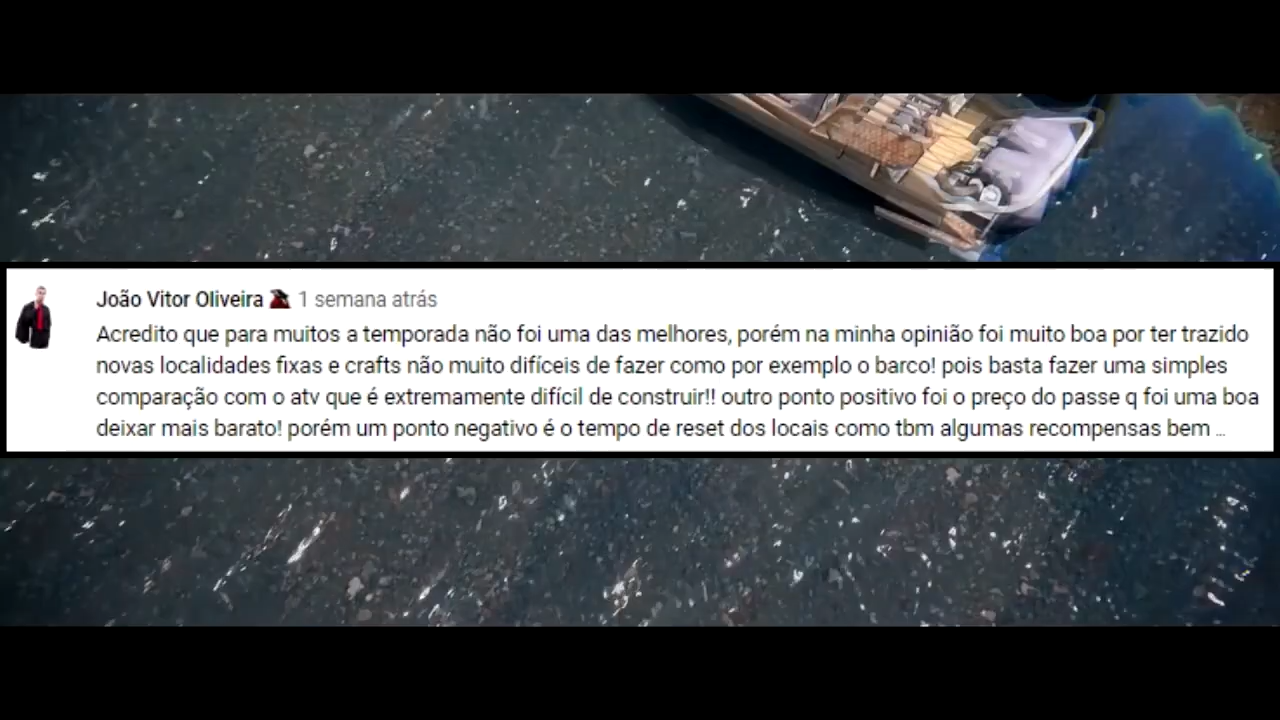 João Vitor Oliveira 1 semana atrás
Acredito que para muitos a temporada não foi uma das melhores, porém na minha opinião foi muito boa por ter trazido
novas localidades fixas e crafts não muito difíceis de fazer como por exemplo o barco! pois basta fazer uma simples
comparação com o atv que é extremamente difícil de construir!! outro ponto positivo foi o preço do passe q foi uma boa
deixar mais barato! porém um ponto negativo é o tempo de reset dos locais como tbm algumas recompensas bem ...